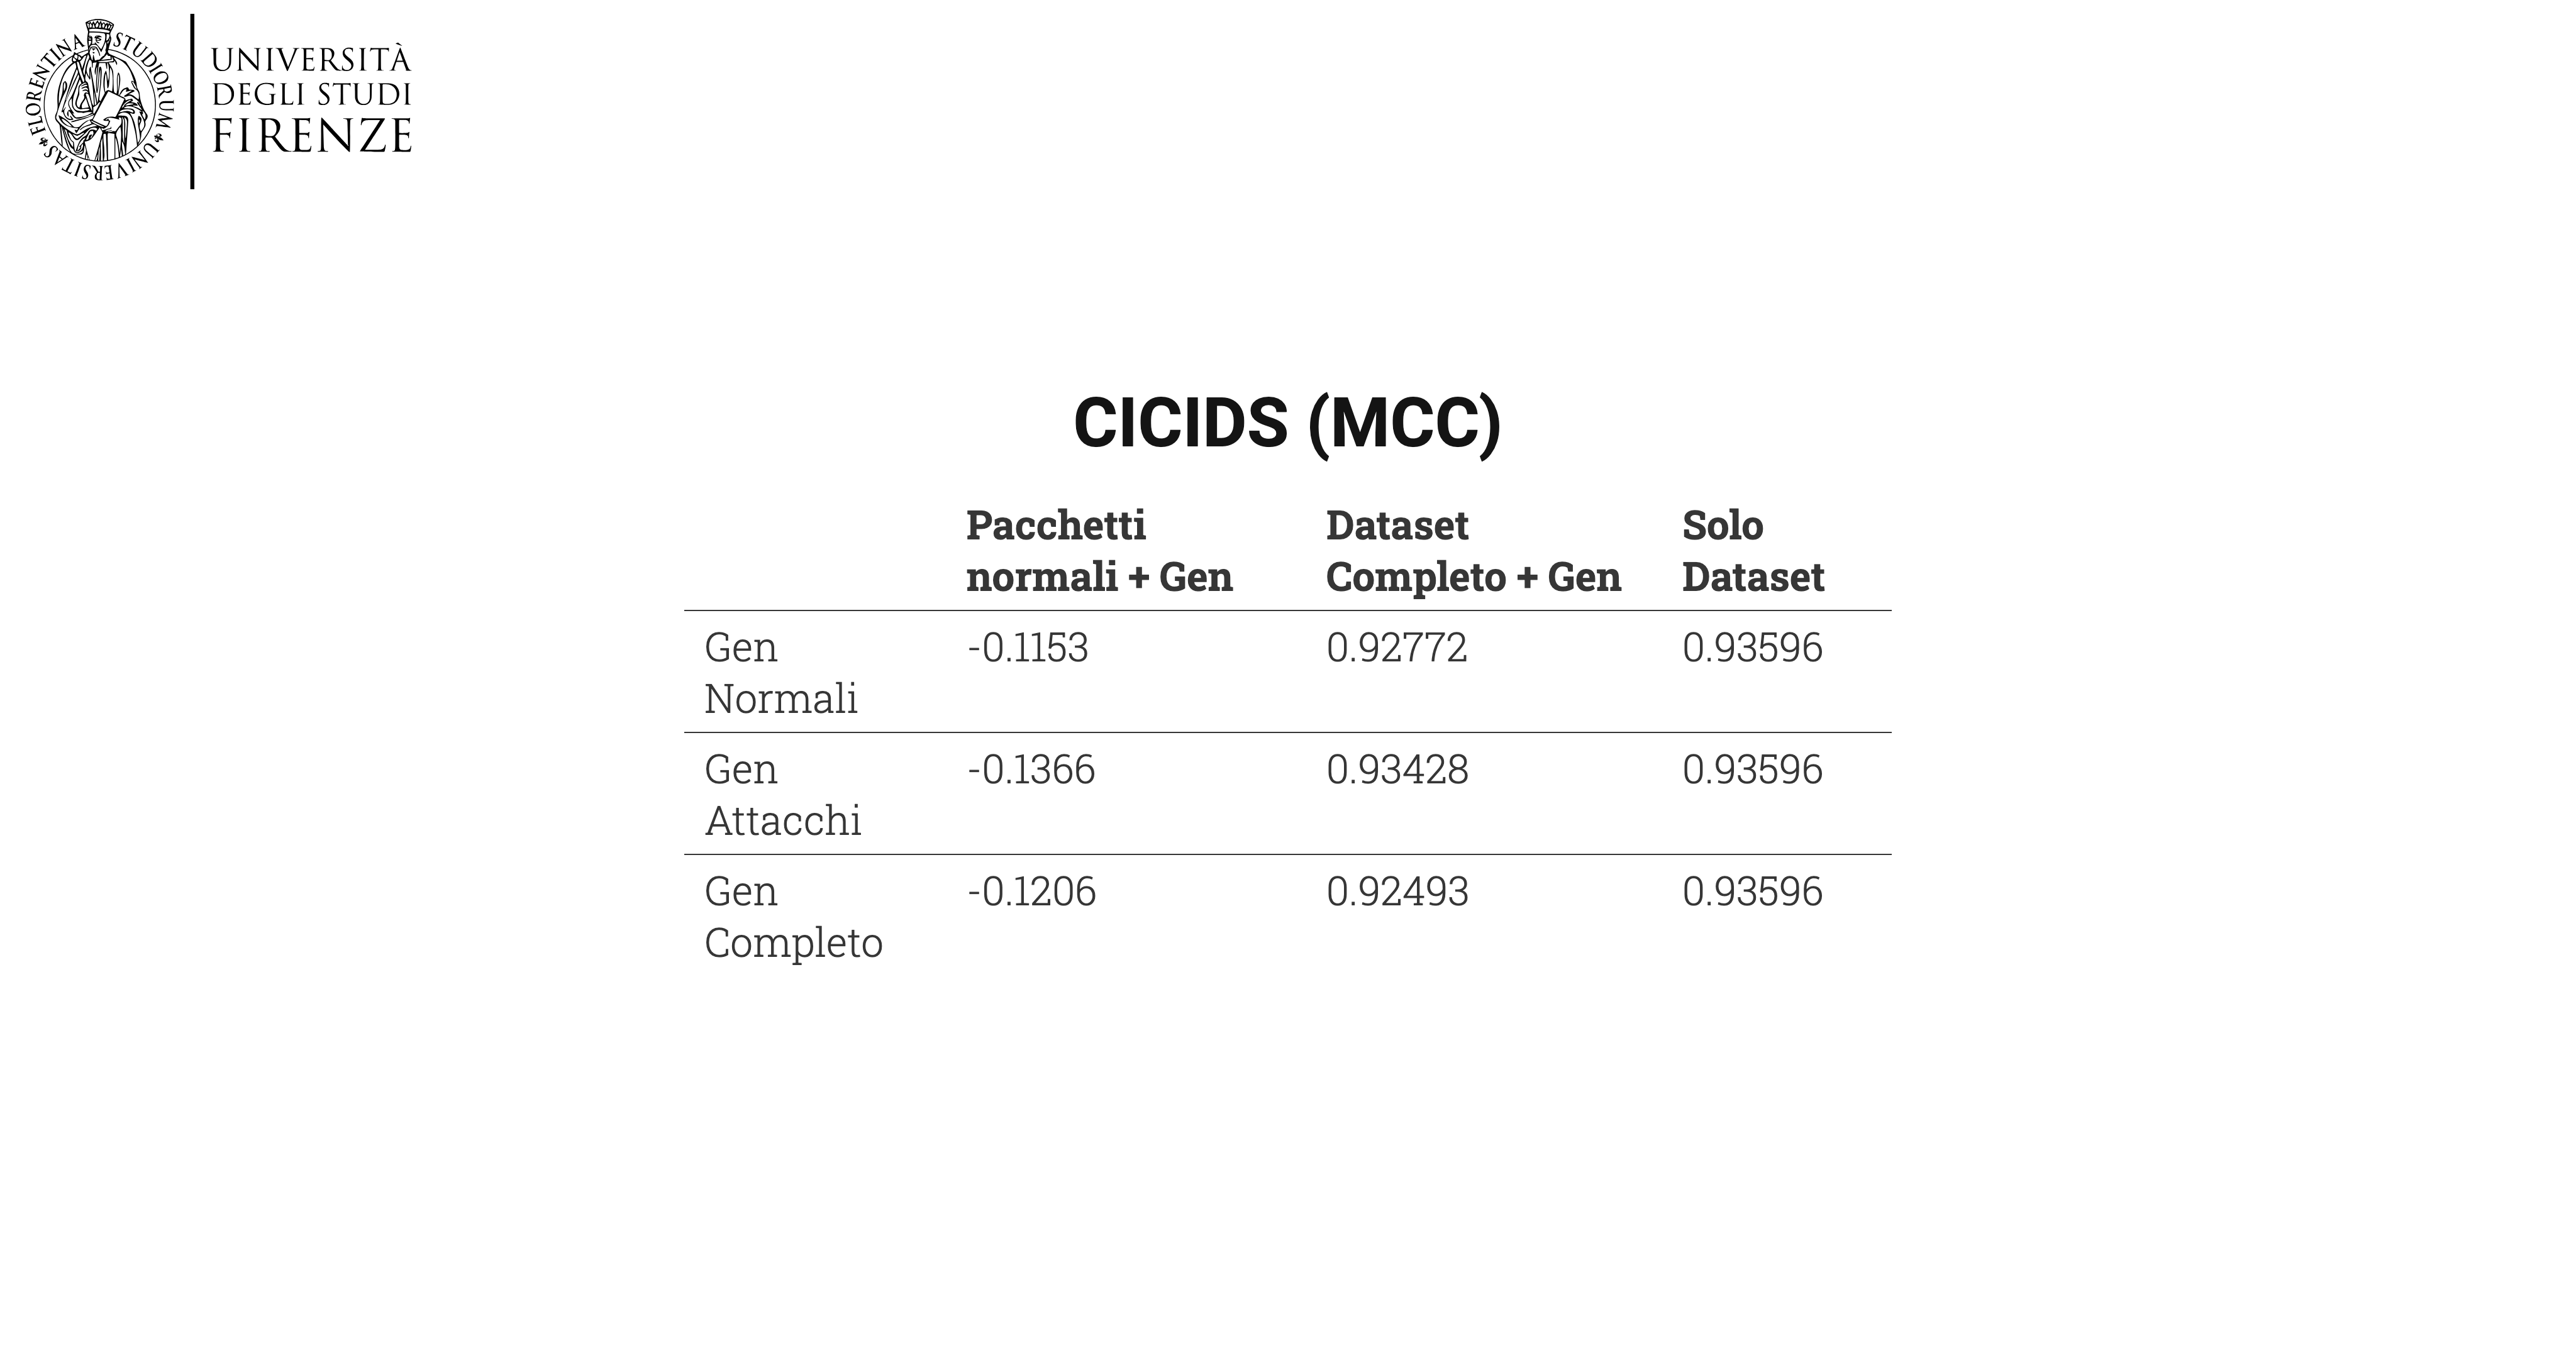 FLORENTINA STUDIORUM UNIVERSITAS
UNIVERSITÀ
DEGLI STUDI
FIRENZE
CICIDS (MCC)
Pacchetti normali + Gen Dataset Completo + Gen Solo Dataset
Gen Normali -0.1153 0.92772 0.93596
Gen Attacchi -0.1366 0.93428 0.93596
Gen Completo -0.1206 0.92493 0.93596